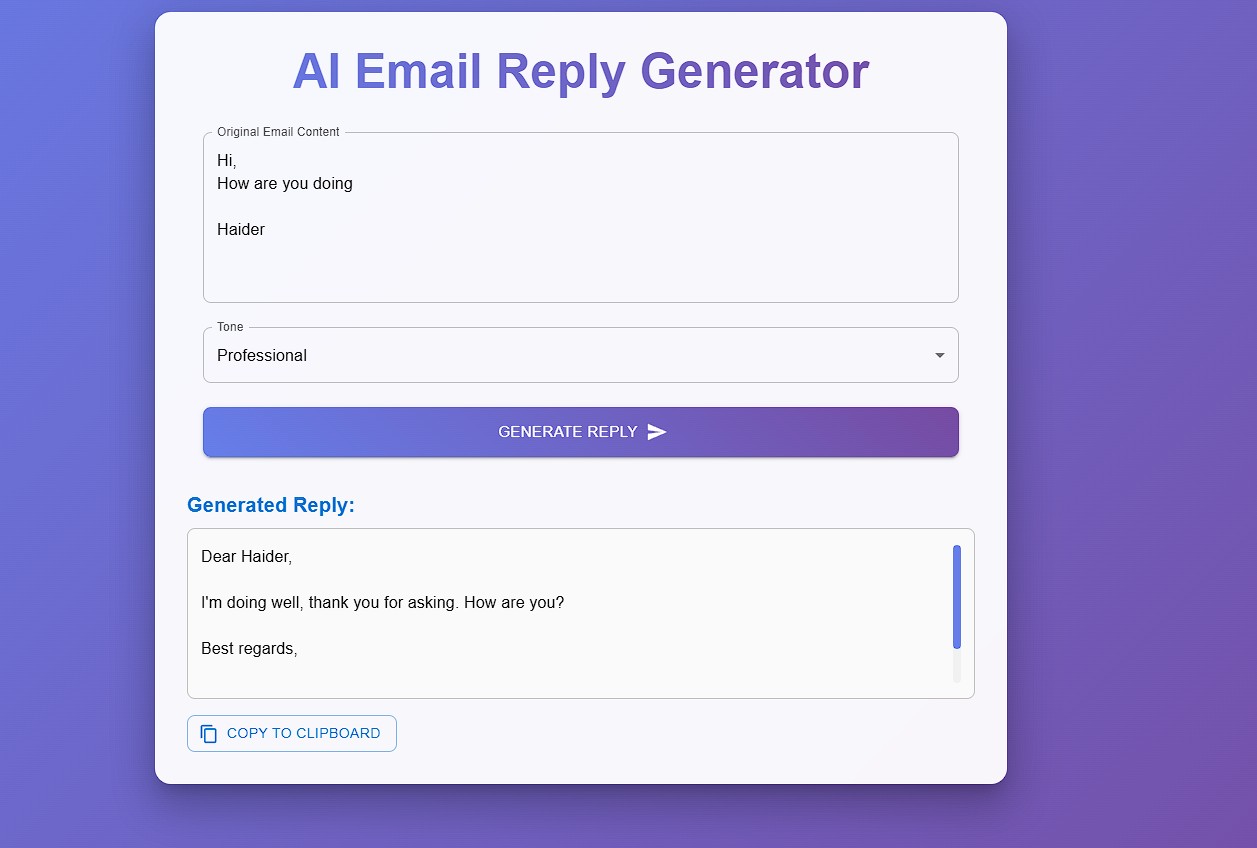 AI Email Reply Generator
Original Email Content
Hi,
How are you doing
Haider
Tone
Professional
GENERATE REPLY
Generated Reply:
Dear Haider,
I'm doing well, thank you for asking. How are you?
Best regards,
COPY TO CLIPBOARD